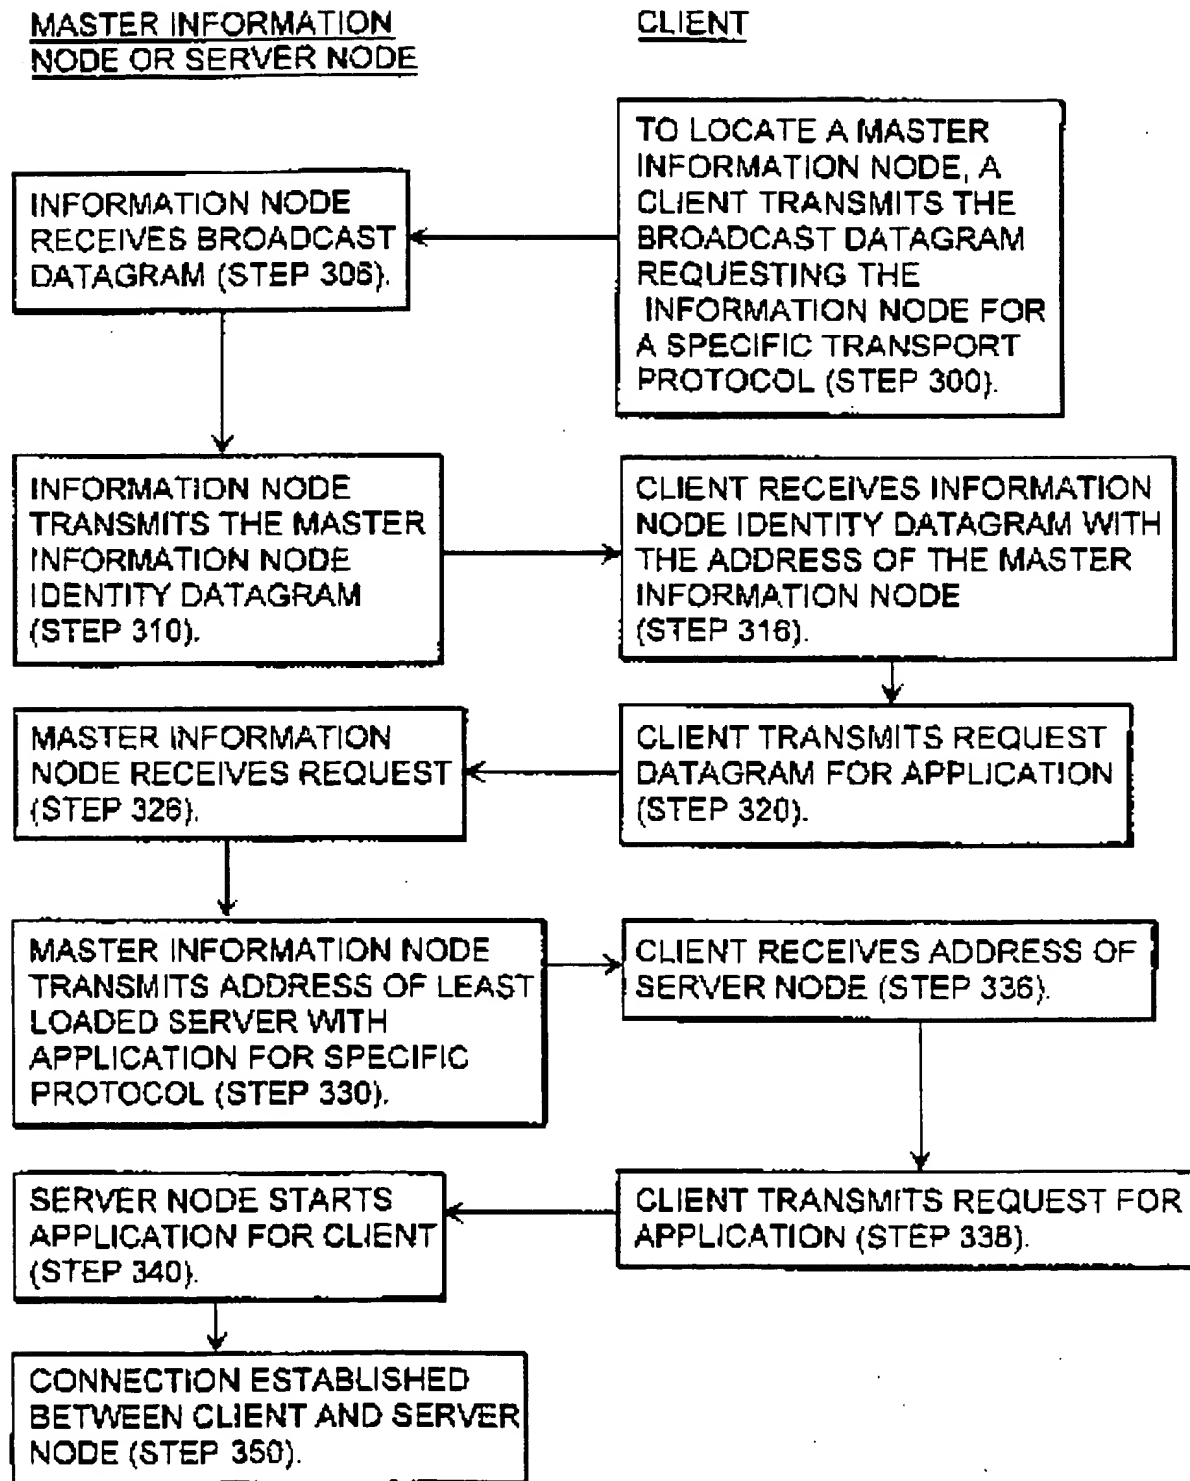 MASTER INFORMATION
NODE OR SERVER NODE
CLIENT
TO LOCATE A MASTER
INFORMATION NODE, A
CLIENT TRANSMITS THE
BROADCAST DATAGRAM
REQUESTING THE
INFORMATION NODE FOR
A SPECIFIC TRANSPORT
PROTOCOL (STEP 300).
INFORMATION NODE
RECEIVES BROADCAST
DATAGRAM (STEP 306).
INFORMATION NODE
TRANSMITS THE MASTER
INFORMATION NODE
IDENTITY DATAGRAM
(STEP 310).
CLIENT RECEIVES INFORMATION
NODE IDENTITY DATAGRAM WITH
THE ADDRESS OF THE MASTER
INFORMATION NODE
(STEP 316).
CLIENT TRANSMITS REQUEST
DATAGRAM FOR APPLICATION
(STEP 320).
MASTER INFORMATION
NODE RECEIVES REQUEST
(STEP 326).
MASTER INFORMATION NODE
TRANSMITS ADDRESS OF LEAST
LOADED SERVER WITH
APPLICATION FOR SPECIFIC
PROTOCOL (STEP 330).
CLIENT RECEIVES ADDRESS OF
SERVER NODE (STEP 336).
CLIENT TRANSMITS REQUEST FOR
APPLICATION (STEP 338).
SERVER NODE STARTS
APPLICATION FOR CLIENT
(STEP 340).
CONNECTION ESTABLISHED
BETWEEN CLIENT AND SERVER
NODE (STEP 350).